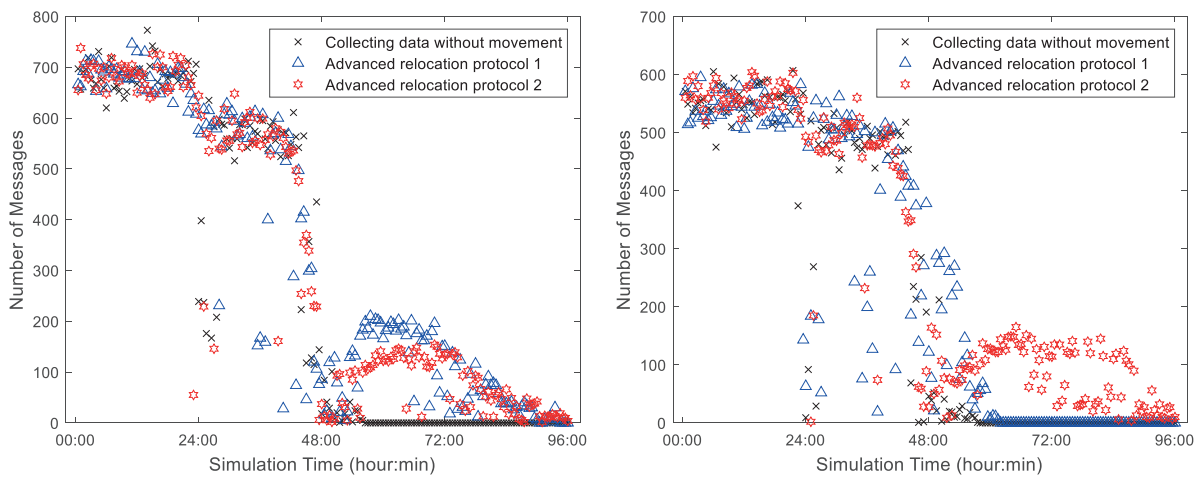 800
700
600
500
400
300
200
100
0
Number of Messages
Collecting data without movement
Advanced relocation protocol 1
Advanced relocation protocol 2
00:00 24:00 48:00 72:00 96:00
Simulation Time (hour:min)
700
600
500
400
300
200
100
0
Number of Messages
Collecting data without movement
Advanced relocation protocol 1
Advanced relocation protocol 2
00:00 24:00 48:00 72:00 96:00
Simulation Time (hour:min)